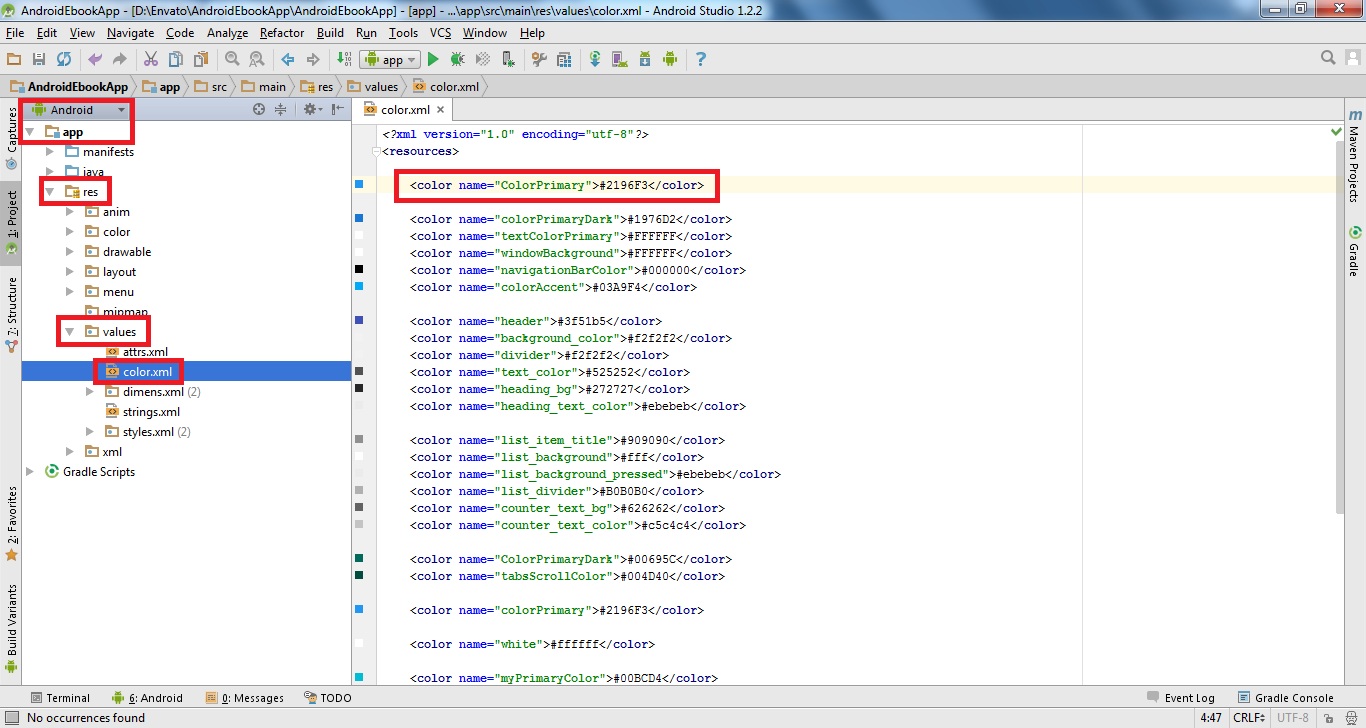 AndroidEbookApp - [D:\Envato\AndroidEbookApp\AndroidEbookApp] - [app] - ...\app\src\main\res\values\color.xml - Android Studio 1.2.2
File Edit View Navigate Code Analyze Refactor Build Run Tools VCS Window Help
app
AndroidEbookApp app src main res values color.xml
Captures
1: Project
7: Structure
2: Favorites
Build Variants
Android
app
manifests
java
res
anim
color
drawable
layout
menu
mipmap
values
attrs.xml
color.xml
dimens.xml (2)
strings.xml
styles.xml (2)
xml
Gradle Scripts
color.xml
<?xml version="1.0" encoding="utf-8"?>
<resources>
<color name="ColorPrimary">#2196F3</color>
<color name="colorPrimaryDark">#1976D2</color>
<color name="textColorPrimary">#FFFFFF</color>
<color name="windowBackground">#FFFFFF</color>
<color name="navigationBarColor">#000000</color>
<color name="colorAccent">#03A9F4</color>
<color name="header">#3f51b5</color>
<color name="background_color">#f2f2f2</color>
<color name="divider">#f2f2f2</color>
<color name="text_color">#525252</color>
<color name="heading_bg">#272727</color>
<color name="heading_text_color">#ebebeb</color>
<color name="list_item_title">#909090</color>
<color name="list_background">#fff</color>
<color name="list_background_pressed">#ebebeb</color>
<color name="list_divider">#B0B0B0</color>
<color name="counter_text_bg">#626262</color>
<color name="counter_text_color">#c5c4c4</color>
<color name="ColorPrimaryDark">#00695C</color>
<color name="tabsScrollColor">#004D40</color>
<color name="colorPrimary">#2196F3</color>
<color name="white">#ffffff</color>
<color name="myPrimaryColor">#00BCD4</color>
m Maven Projects
Gradle
Terminal 6: Android 0: Messages TODO Event Log Gradle Console
No occurrences found 4:47 CRLF UTF-8